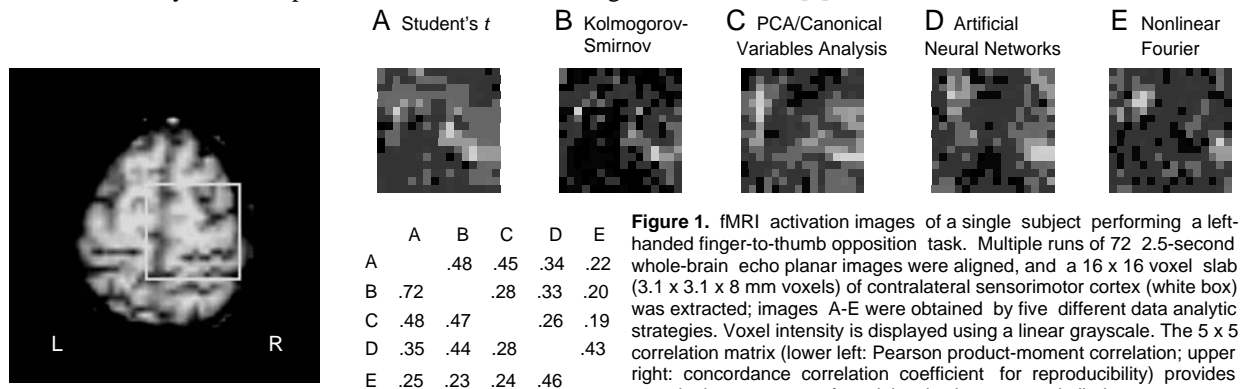 A Student's t
B Kolmogorov-
Smirnov
C PCA/Canonical
Variables Analysis
D Artificial
Neural Networks
E Nonlinear
Fourier
L R
A B C D E
A .48 .45 .34 .22
B .72 .28 .33 .20
C .48 .47 .26 .19
D .35 .44 .28 .43
E .25 .23 .24 .46
Figure 1. fMRI activation images of a single subject performing a left-
handed finger-to-thumb opposition task. Multiple runs of 72 2.5-second
whole-brain echo planar images were aligned, and a 16 x 16 voxel slab
(3.1 x 3.1 x 8 mm voxels) of contralateral sensorimotor cortex (white box)
was extracted; images A-E were obtained by five different data analytic
strategies. Voxel intensity is displayed using a linear grayscale. The 5 x 5
correlation matrix (lower left: Pearson product-moment correlation; upper
right: concordance correlation coefficient for reproducibility) provides